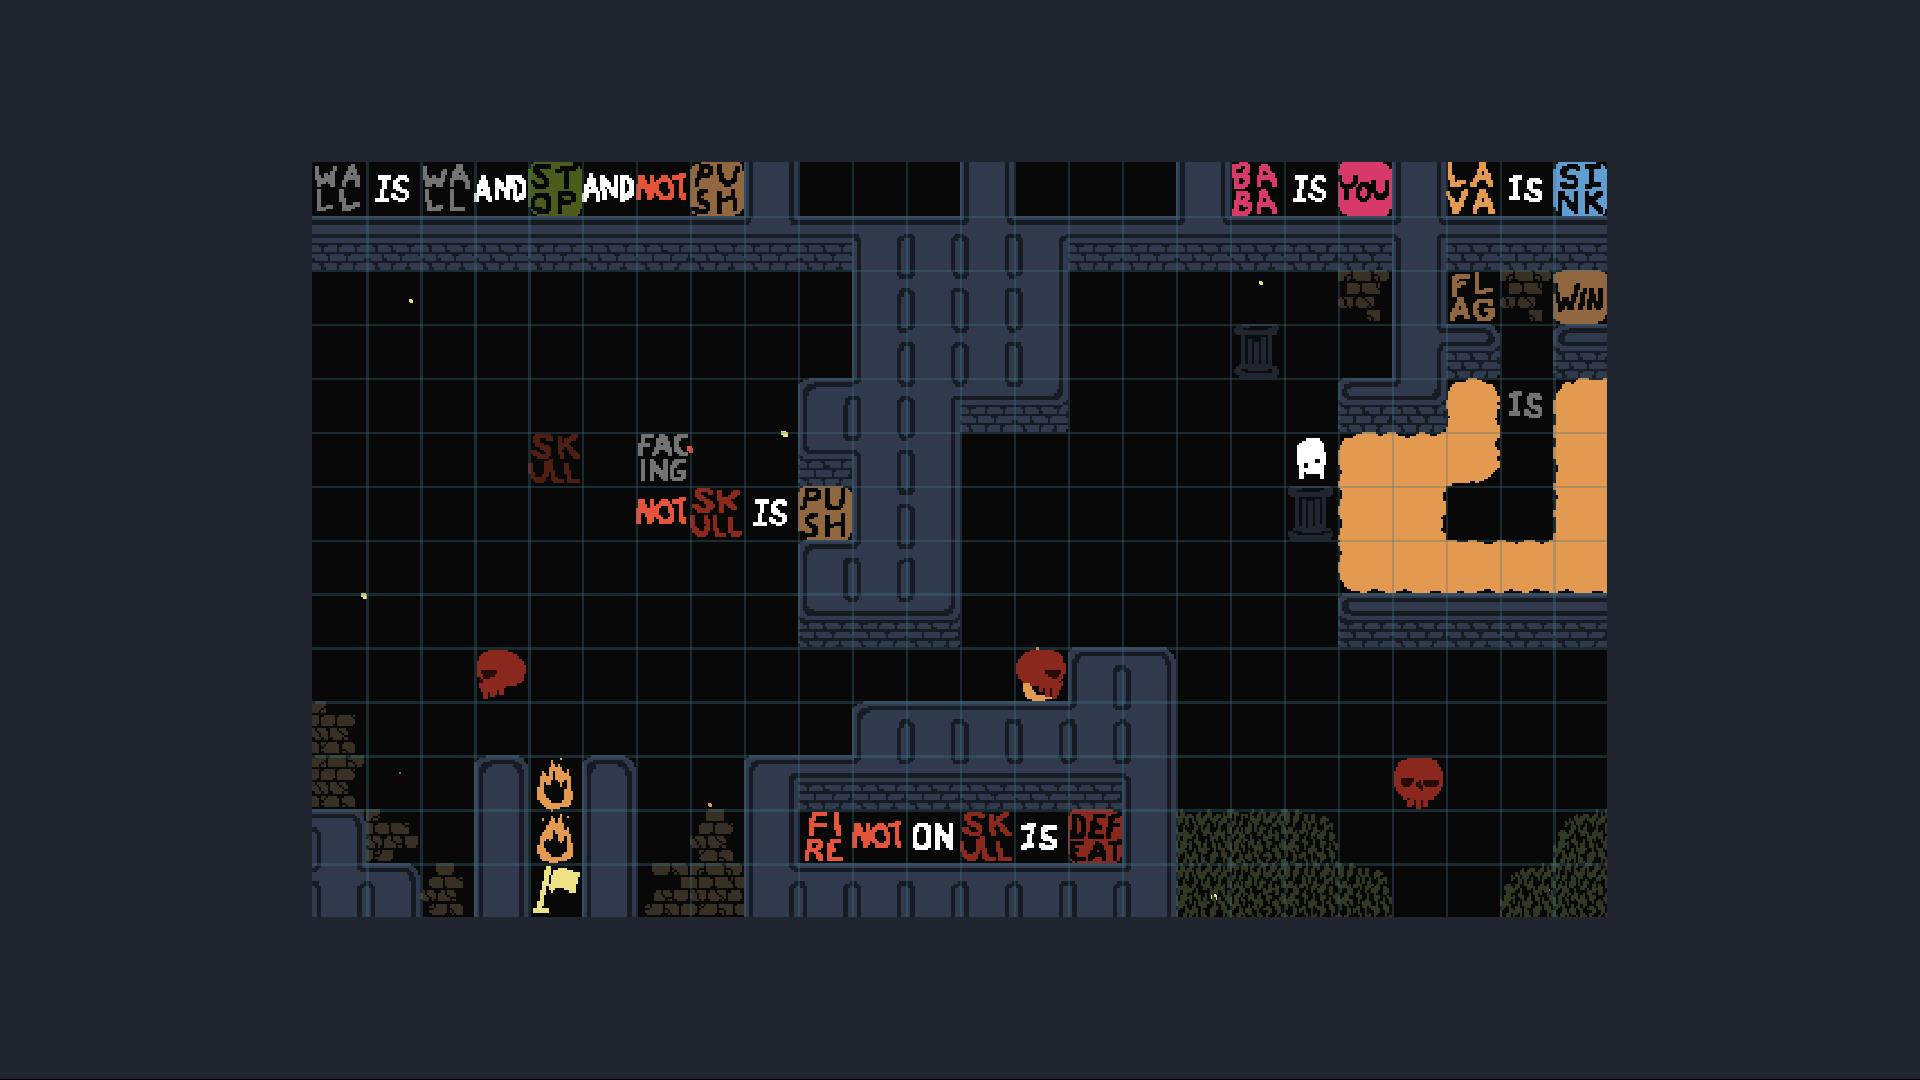 WALL IS WALL AND STOP AND NOT PUSH
BABA IS YOU
LAVA IS SINK
FLAG WIN
IS
SKULL FACING
NOT SKULL IS PUSH
FIRE NOT ON SKULL IS DEFEAT